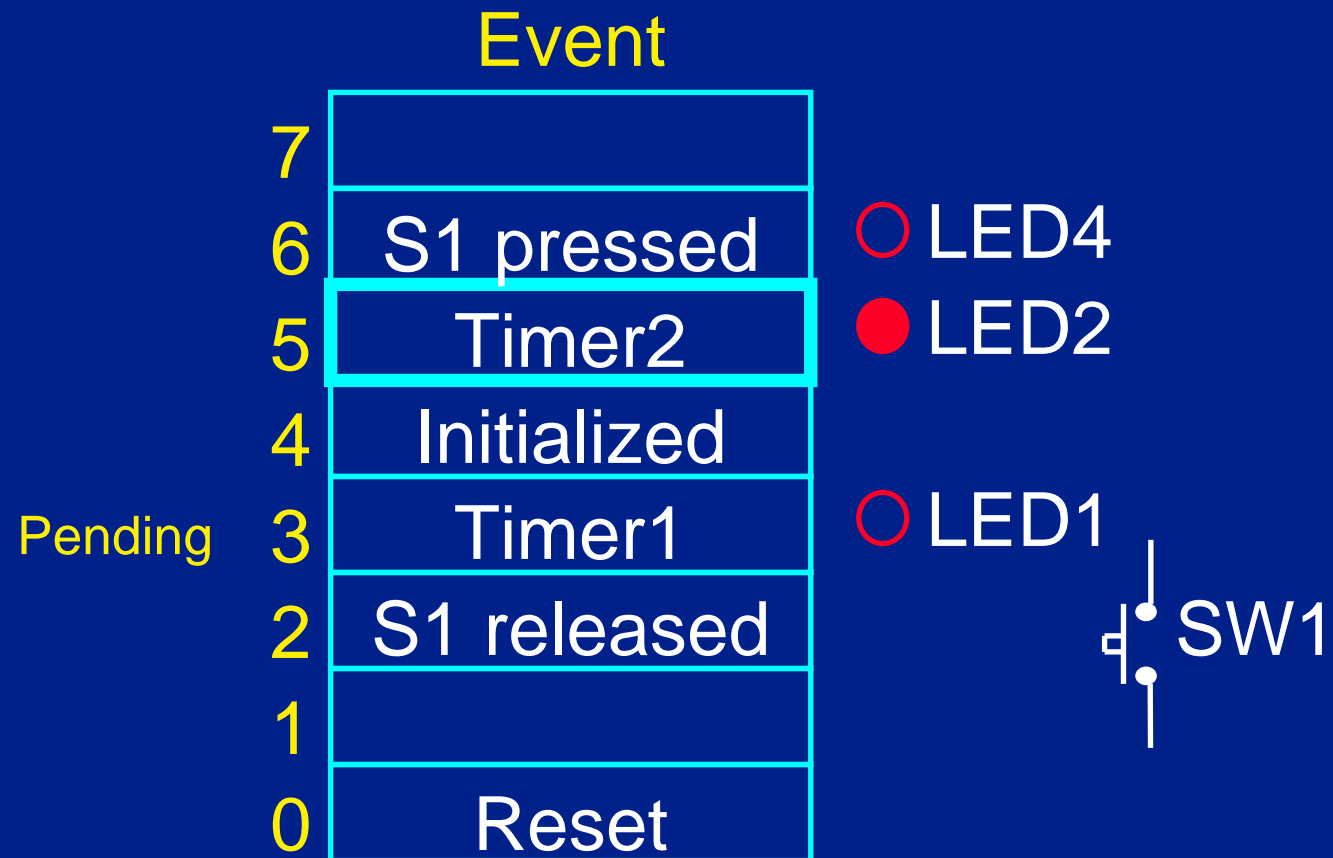 Event
7
6 S1 pressed LED4
5 Timer2 LED2
4 Initialized
Pending 3 Timer1 LED1
2 S1 released SW1
1
0 Reset